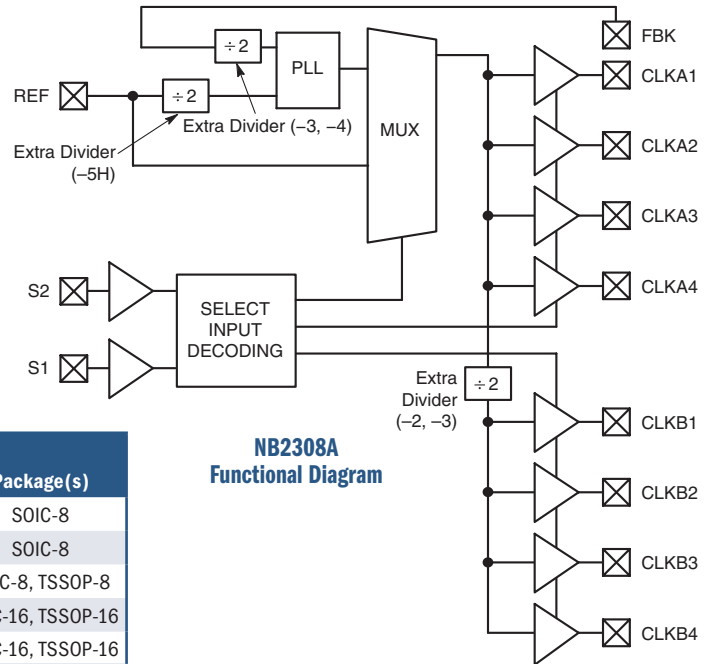 FBK
÷2
PLL
CLKA1
REF
÷2
MUX
Extra Divider (–3, –4)
Extra Divider
(–5H)
CLKA2
CLKA3
S2
SELECT
INPUT
DECODING
CLKA4
S1
Extra
Divider
(–2, –3)
÷2
CLKB1
CLKB2
CLKB3
CLKB4
NB2308A
Functional Diagram
Package(s)
SOIC-8
SOIC-8
C-8, TSSOP-8
-16, TSSOP-16
-16, TSSOP-16